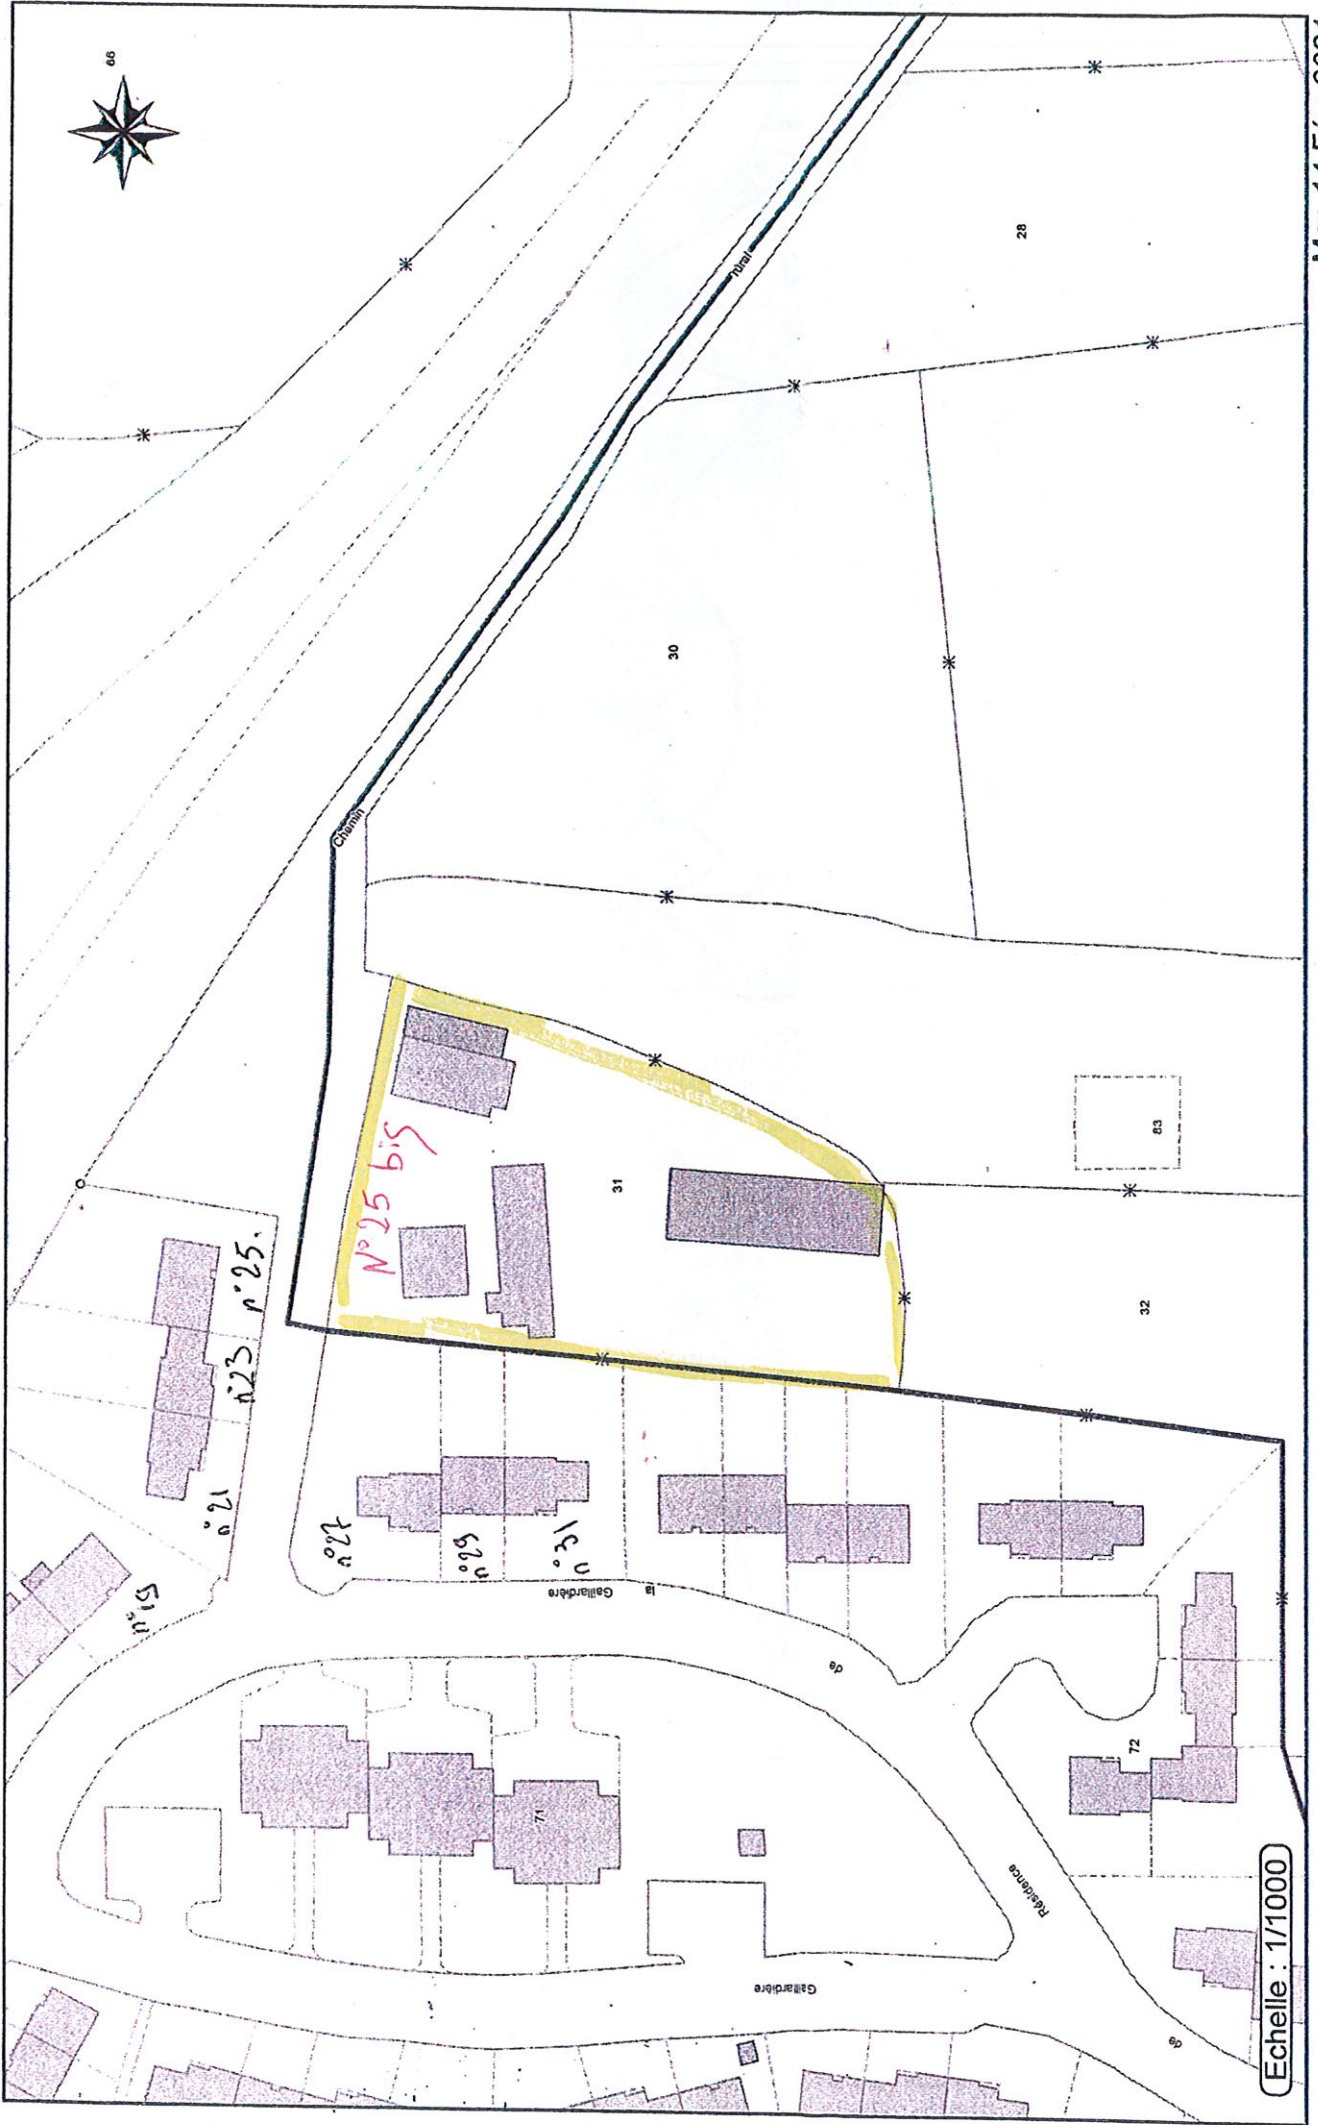 66
Chemin
rural
28
30
N° 25 bis
31
83
32
n° 25.
n°23
n°21
n°19
n°27
n°29
n°31
la
Gaillardière
de
Résidence
71
72
Gaillardière
de
Echelle : 1/1000